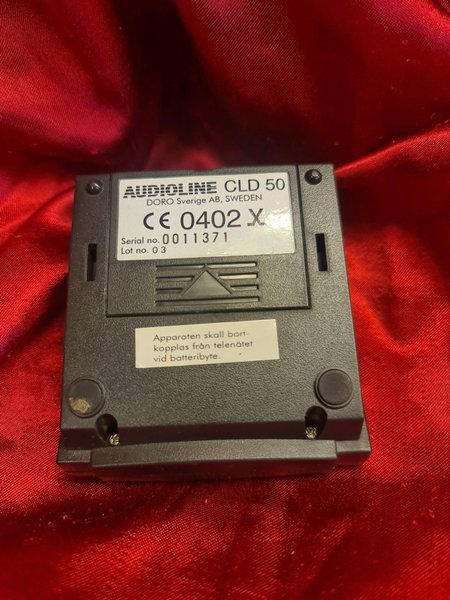 AUDIOLINE CLD 50
DORO Sverige AB, SWEDEN
CE 0402 X
Serial no. 0011371
Lot no. 03
Apparaten skall bort-
kopplas från telenätet
vid batteribyte.